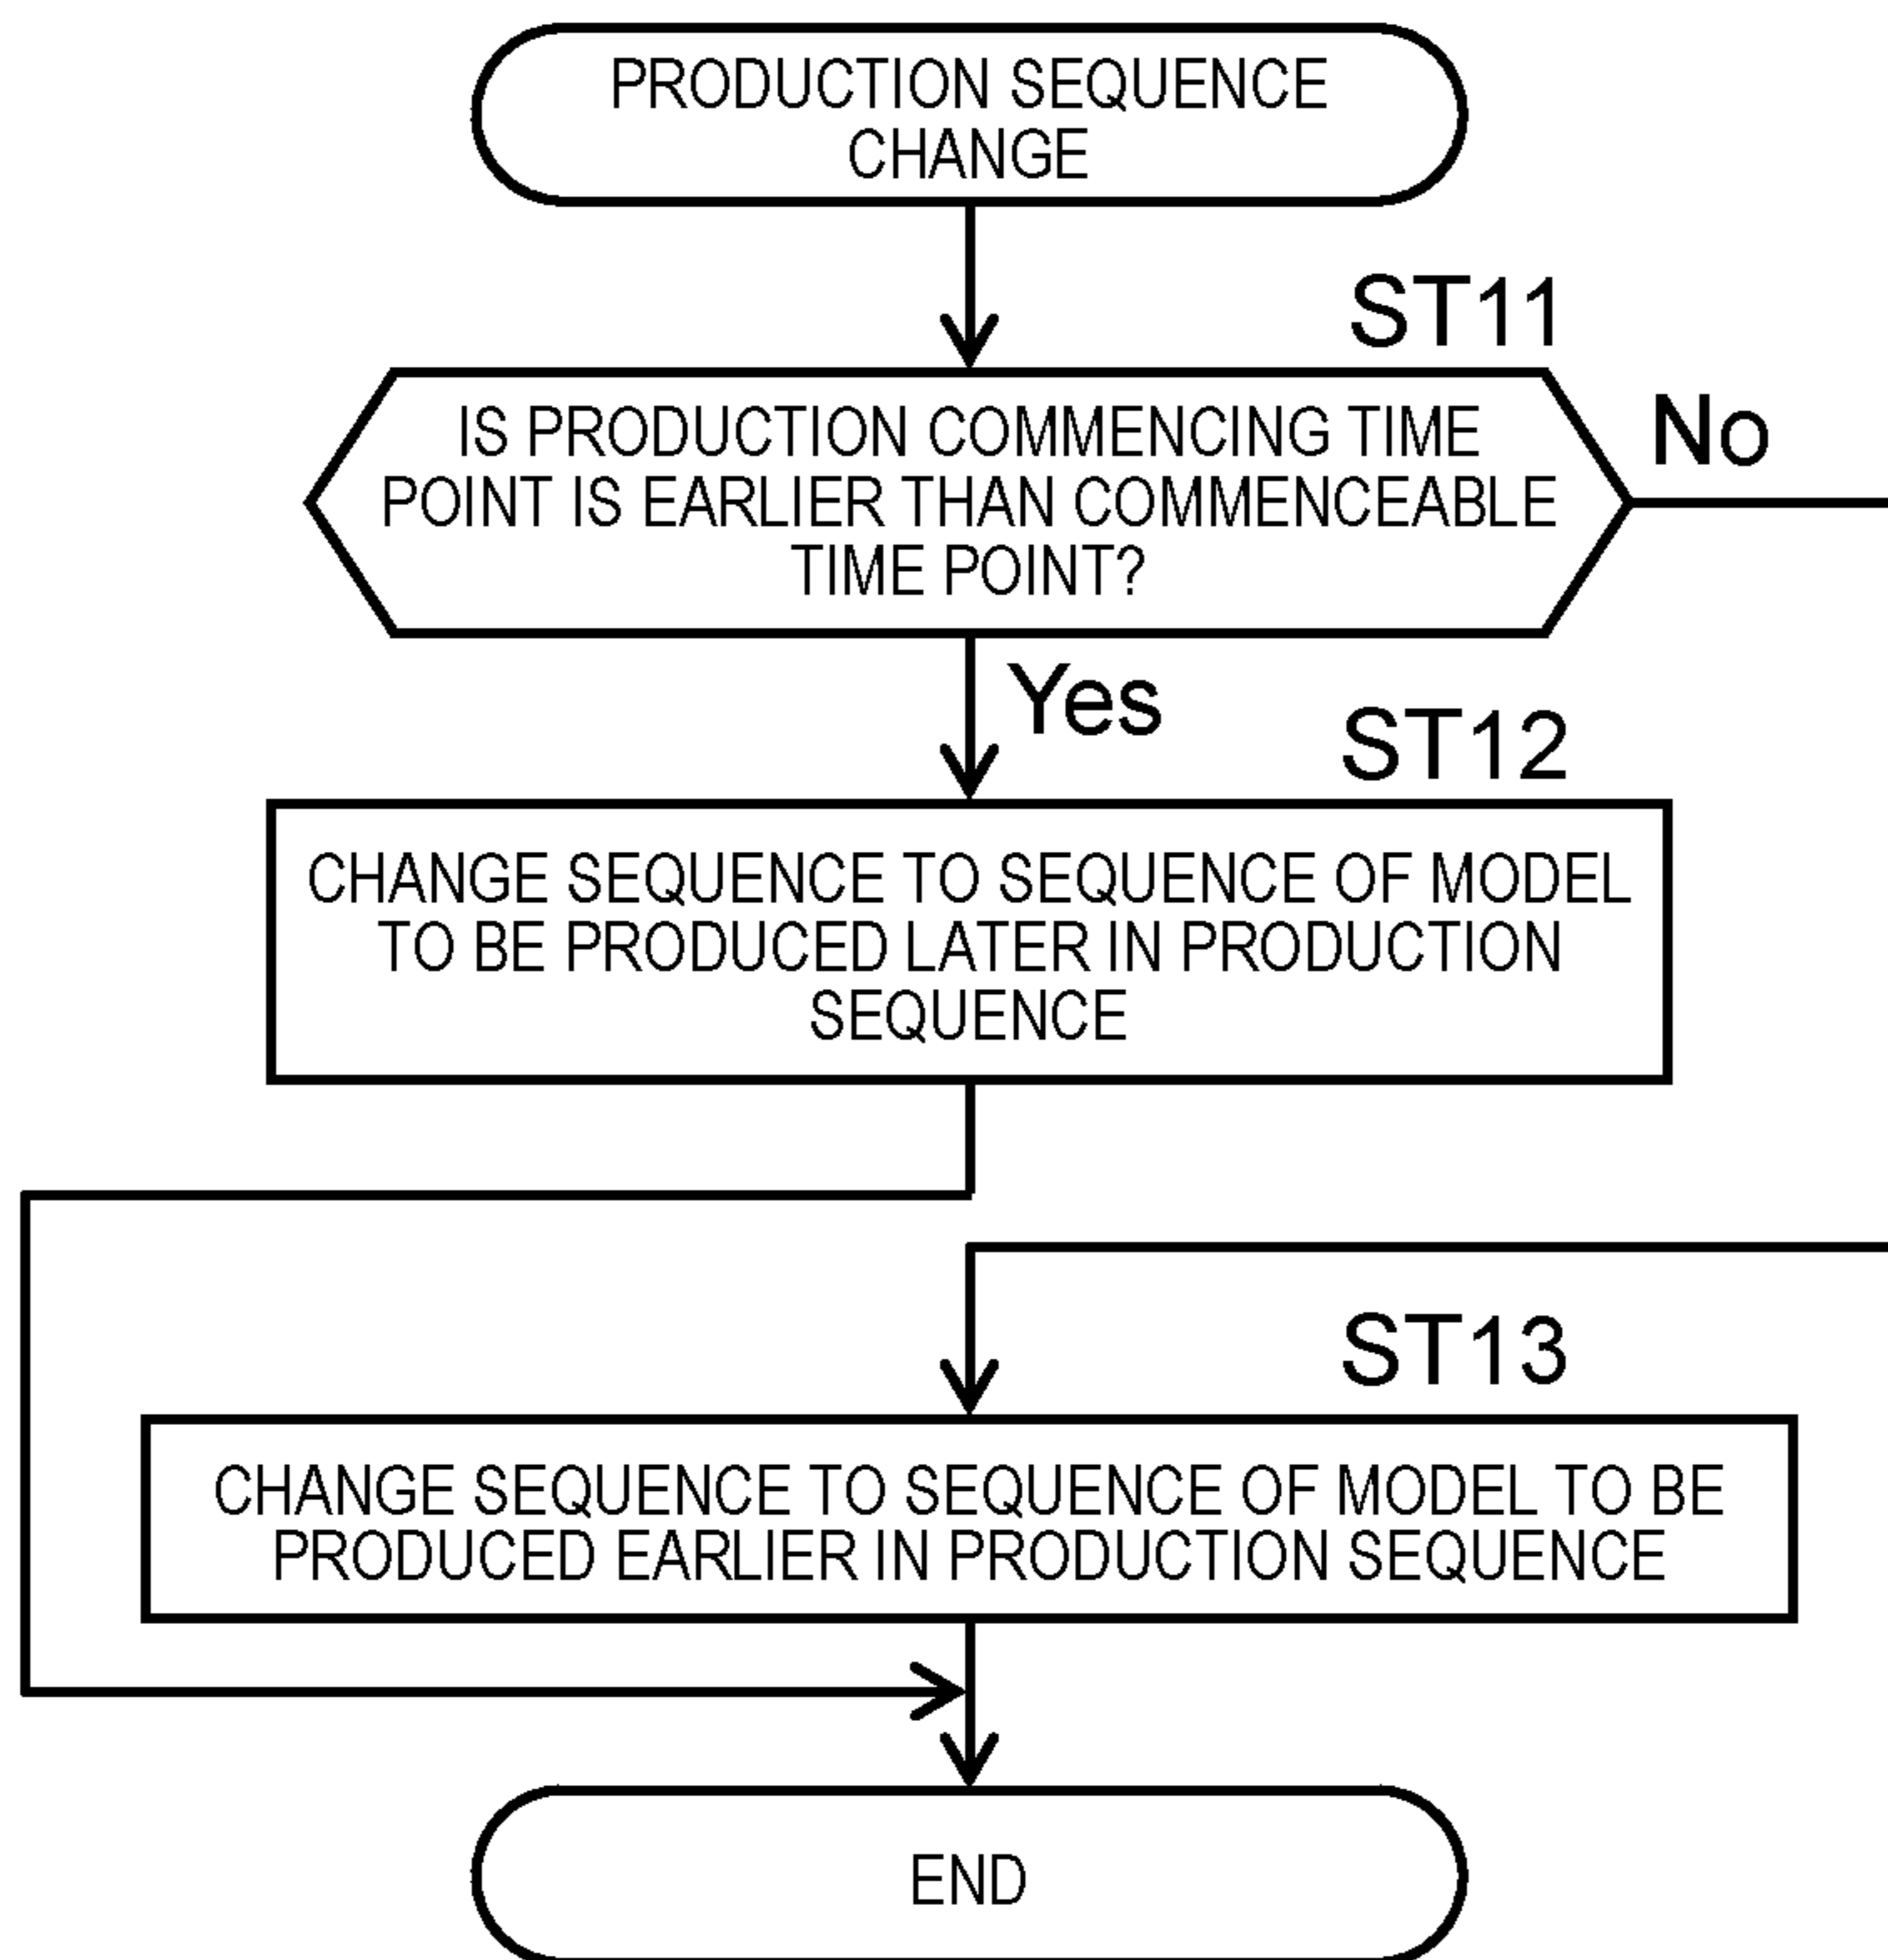 PRODUCTION SEQUENCE
CHANGE
ST11
IS PRODUCTION COMMENCING TIME
POINT IS EARLIER THAN COMMENCEABLE
TIME POINT?
No
Yes
ST12
CHANGE SEQUENCE TO SEQUENCE OF MODEL
TO BE PRODUCED LATER IN PRODUCTION
SEQUENCE
ST13
CHANGE SEQUENCE TO SEQUENCE OF MODEL TO BE
PRODUCED EARLIER IN PRODUCTION SEQUENCE
END